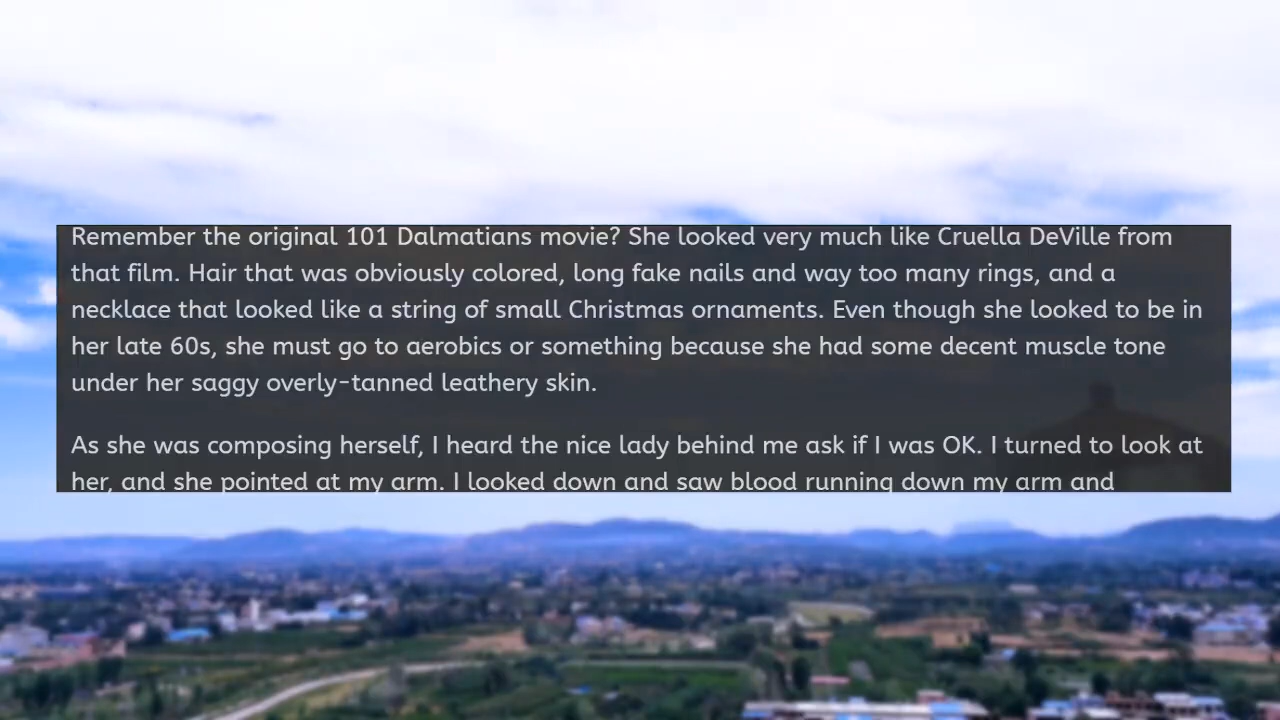 Remember the original 101 Dalmatians movie? She looked very much like Cruella DeVille from
that film. Hair that was obviously colored, long fake nails and way too many rings, and a
necklace that looked like a string of small Christmas ornaments. Even though she looked to be in
her late 60s, she must go to aerobics or something because she had some decent muscle tone
under her saggy overly-tanned leathery skin.
As she was composing herself, I heard the nice lady behind me ask if I was OK. I turned to look at
her, and she pointed at my arm. I looked down and saw blood running down my arm and